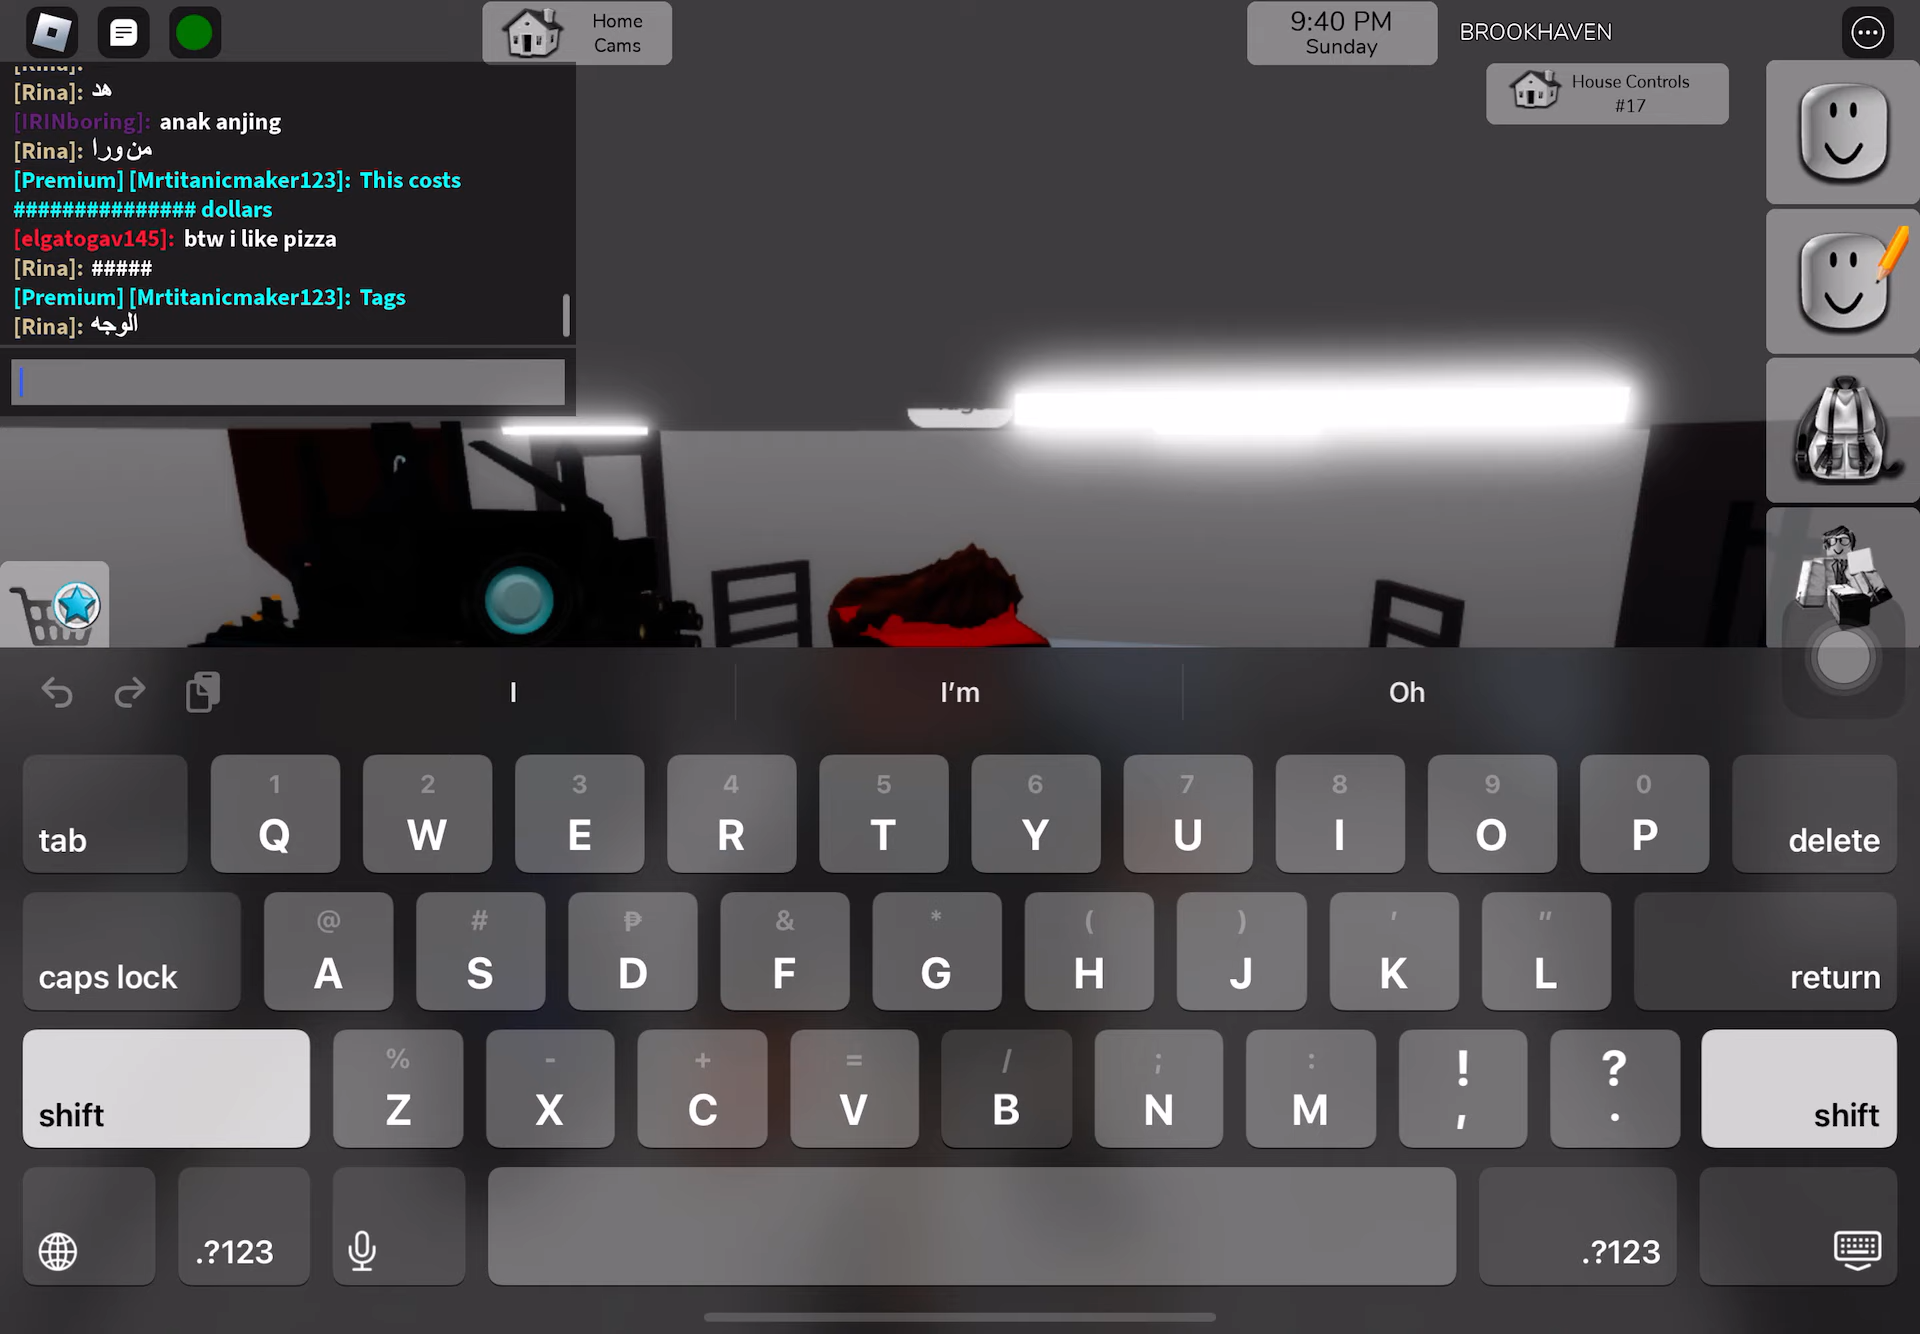 Home
Cams
9:40 PM
Sunday
BROOKHAVEN
House Controls
#17
[Rina]:
[Rina]: هد
[IRINboring]: anak anjing
[Rina]: من ورا
[Premium] [Mrtitanicmaker123]: This costs
############### dollars
[elgatogav145]: btw i like pizza
[Rina]: #####
[Premium] [Mrtitanicmaker123]: Tags
[Rina]: الوجه
I I’m Oh
1 2 3 4 5 6 7 8 9 0
tab Q W E R T Y U I O P delete
@ # ₱ & * ( ) ' "
caps lock A S D F G H J K L return
% - + = / ; : ! ?
shift Z X C V B N M , . shift
.?123 .?123